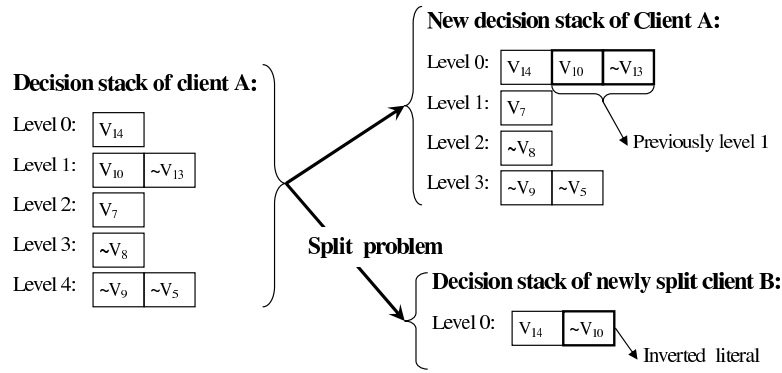 Decision stack of client A:
Level 0: V14
Level 1: V10 ~V13
Level 2: V7
Level 3: ~V8
Level 4: ~V9 ~V5
Split problem
New decision stack of Client A:
Level 0: V14 V10 ~V13
Level 1: V7
Previously level 1
Level 2: ~V8
Level 3: ~V9 ~V5
Decision stack of newly split client B:
Level 0: V14 ~V10
Inverted literal